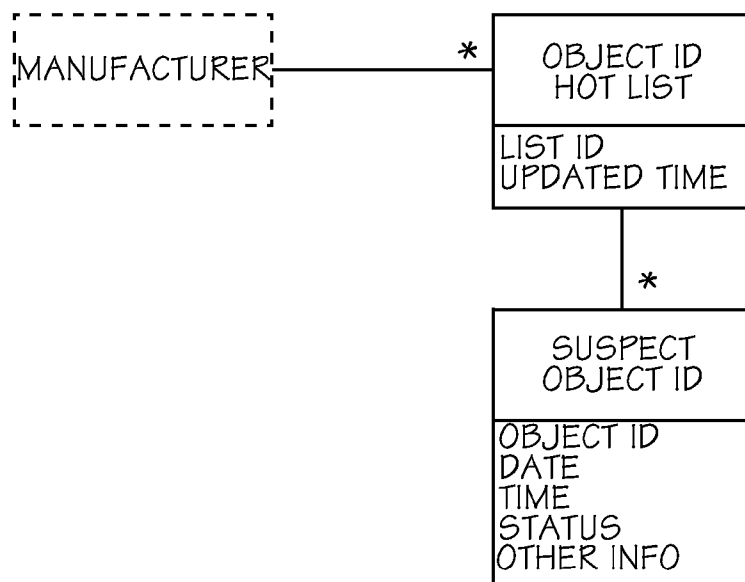 MANUFACTURER
*
OBJECT ID
HOT LIST
LIST ID
UPDATED TIME
*
SUSPECT
OBJECT ID
OBJECT ID
DATE
TIME
STATUS
OTHER INFO